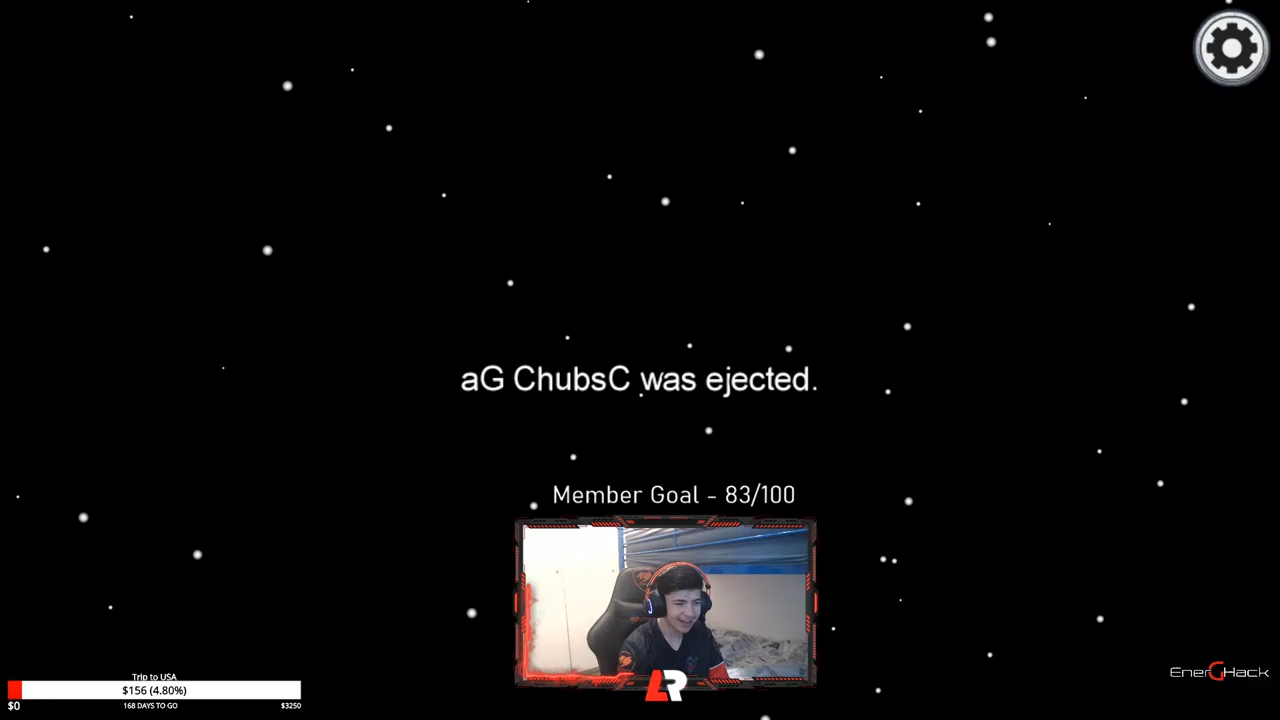 aG ChubsC was ejected.
Member Goal - 83/100
LR
Trip to USA
$156 (4.80%)
$0
168 DAYS TO GO
$3250
EnerGHack